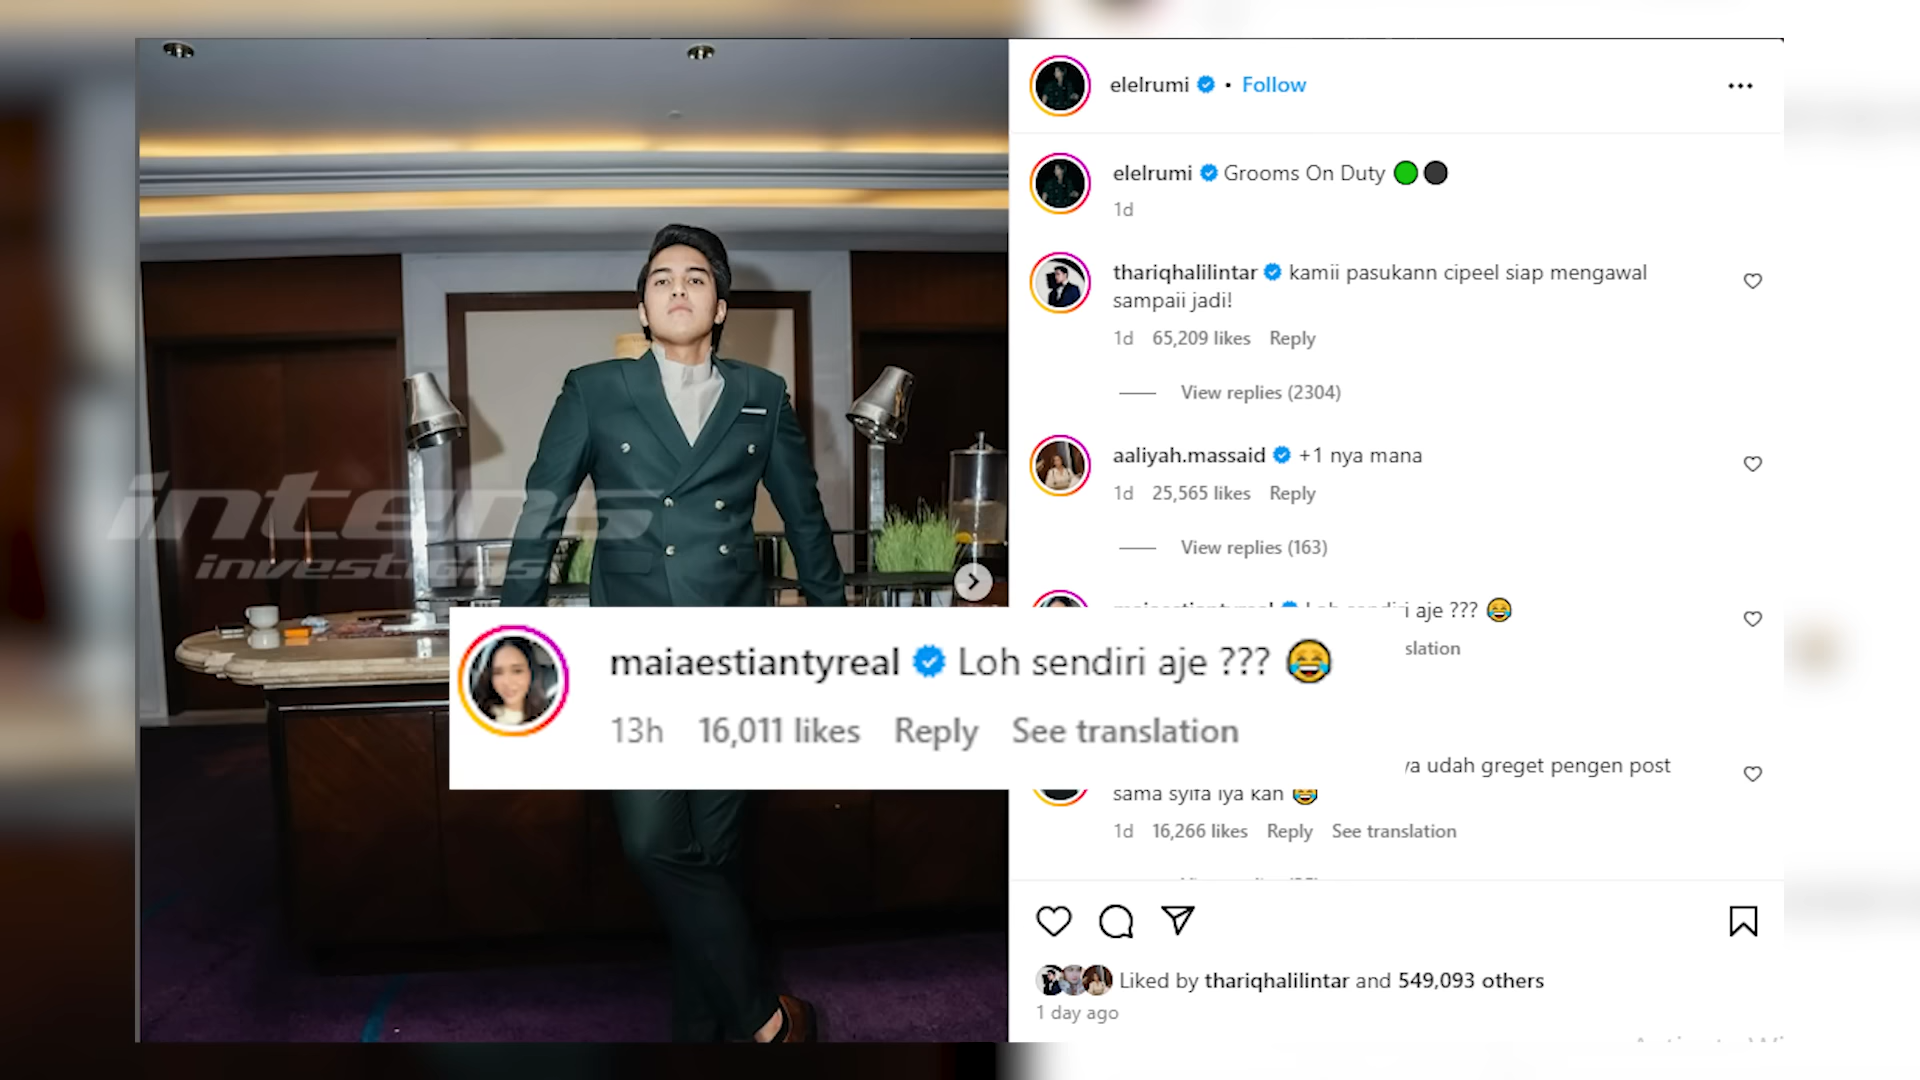 elelrumi • Follow
elelrumi Grooms On Duty
1d
thariqhalilintar kamii pasukann cipeel siap mengawal
sampaii jadi!
1d 65,209 likes Reply
View replies (2304)
aaliyah.massaid +1 nya mana
1d 25,565 likes Reply
View replies (163)
intens
investigasi
i aje ???
slation
maiaestiantyreal Loh sendiri aje ???
13h 16,011 likes Reply See translation
ya udah greget pengen post
sama syifa iya kan
1d 16,266 likes Reply See translation
Liked by thariqhalilintar and 549,093 others
1 day ago